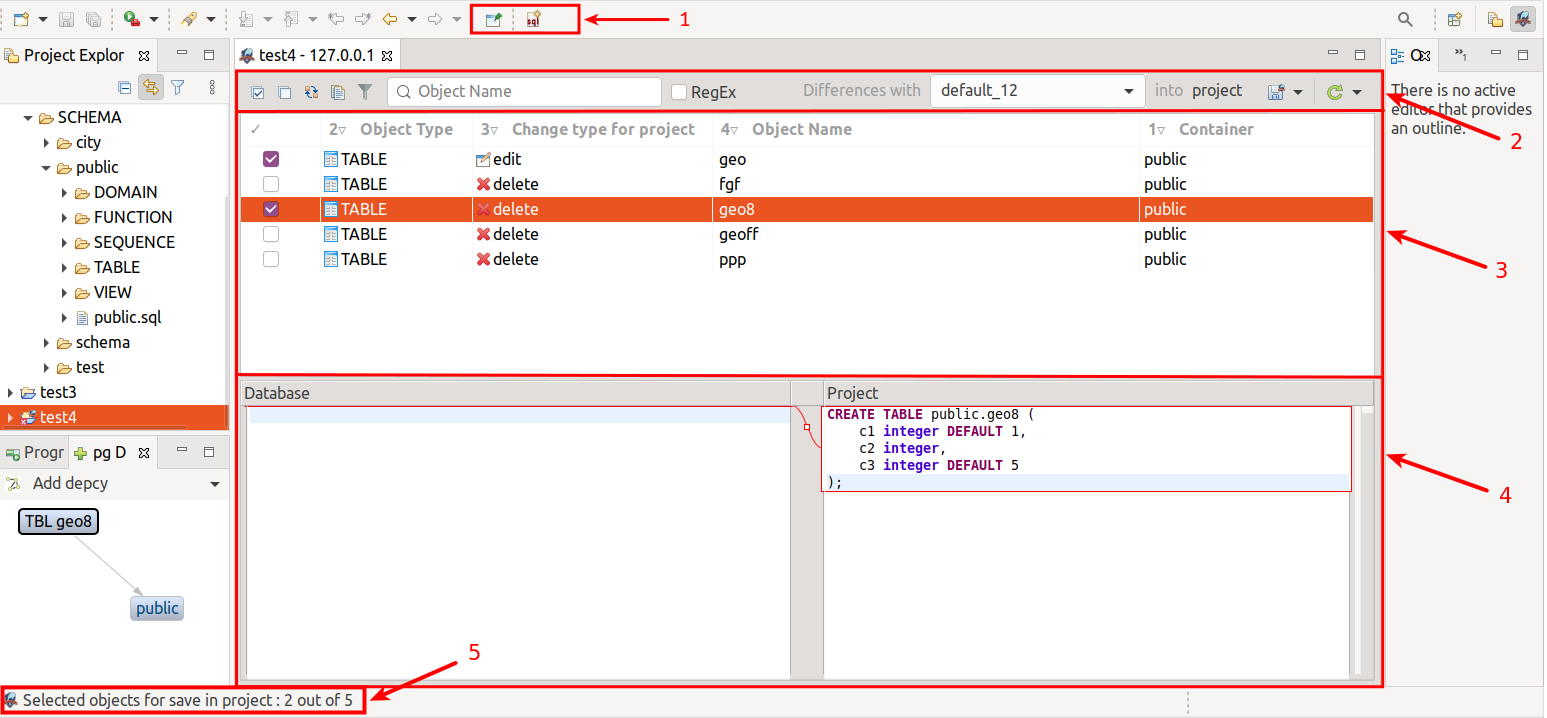 sql
1
Project Explor
test4 - 127.0.0.1
O
»1
Object Name
RegEx
Differences with
default_12
into
project
There is no active
editor that provides
an outline.
2
SCHEMA
city
public
DOMAIN
FUNCTION
SEQUENCE
TABLE
VIEW
public.sql
schema
test
test3
test4
✓ 2 Object Type 3 Change type for project 4 Object Name 1 Container
TABLE edit geo public
TABLE delete fgf public
TABLE delete geo8 public
TABLE delete geoff public
TABLE delete ppp public
3
Database
Project
CREATE TABLE public.geo8 (
c1 integer DEFAULT 1,
c2 integer,
c3 integer DEFAULT 5
);
4
Progr
pg D
Add depcy
TBL geo8
public
5
Selected objects for save in project : 2 out of 5